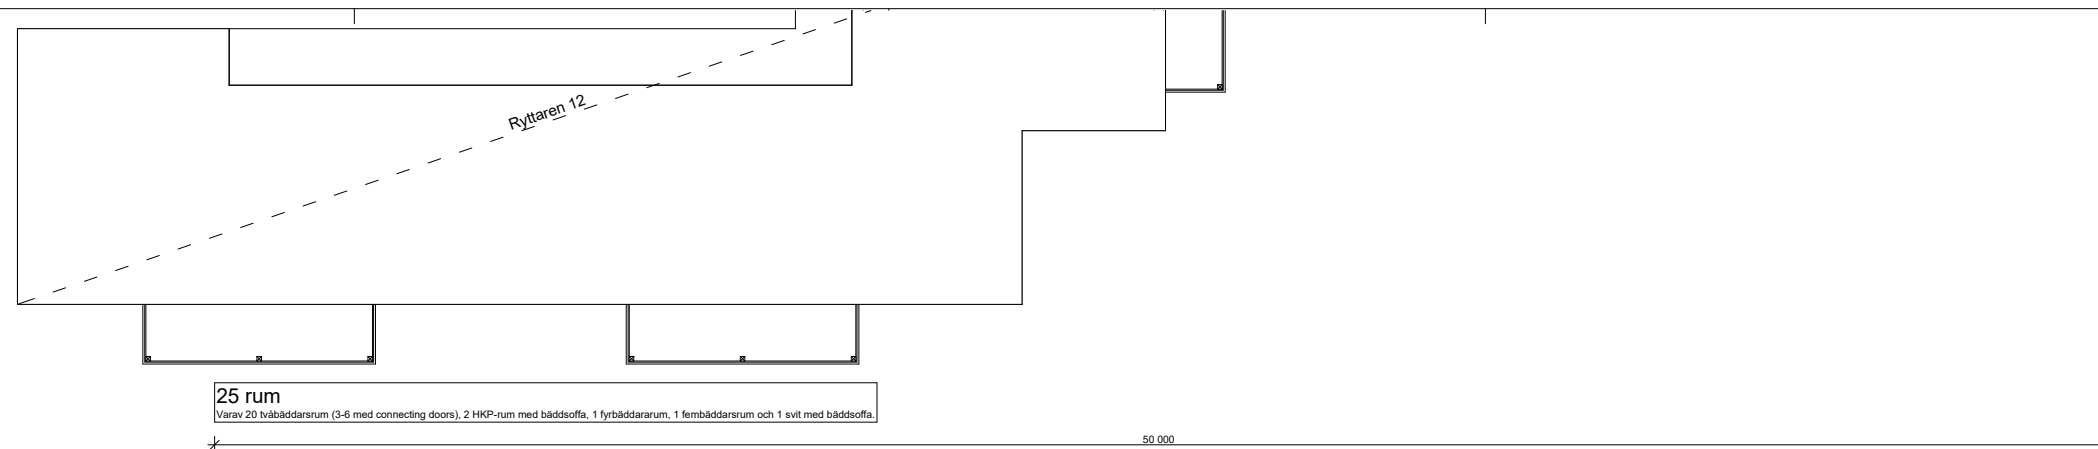 Ryttaren 12
25 rum
Varav 20 tvåbäddarsrum (3-6 med connecting doors), 2 HKP-rum med bäddsoffa, 1 fyrbäddararum, 1 fembäddarsrum och 1 svit med bäddsoffa.
50 000